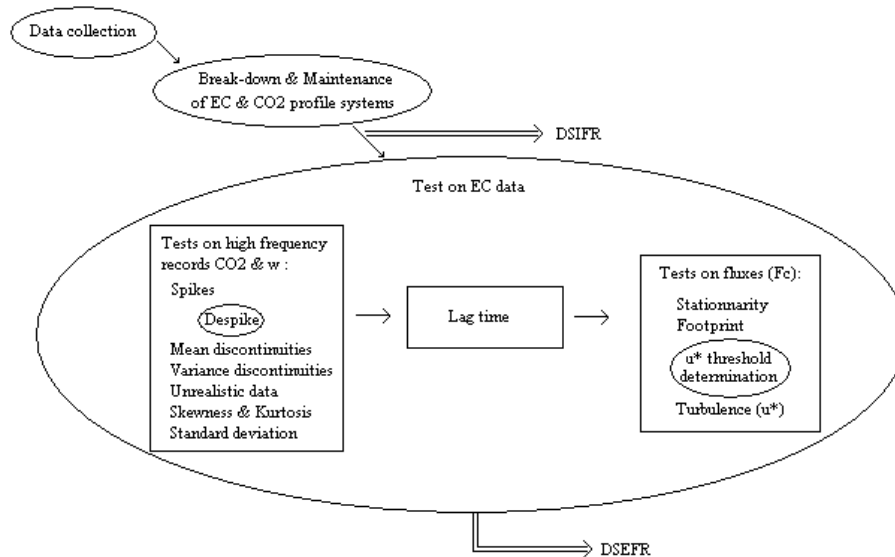 Data collection
Break-down & Maintenance
of EC & CO2 profile systems
DSIFR
Test on EC data
Tests on high frequency
records CO2 & w :
Spikes
Despike
Mean discontinuities
Variance discontinuities
Unrealistic data
Skewness & Kurtosis
Standard deviation
Lag time
Tests on fluxes (Fc):
Stationnarity
Footprint
u* threshold
determination
Turbulence (u*)
DSEFR